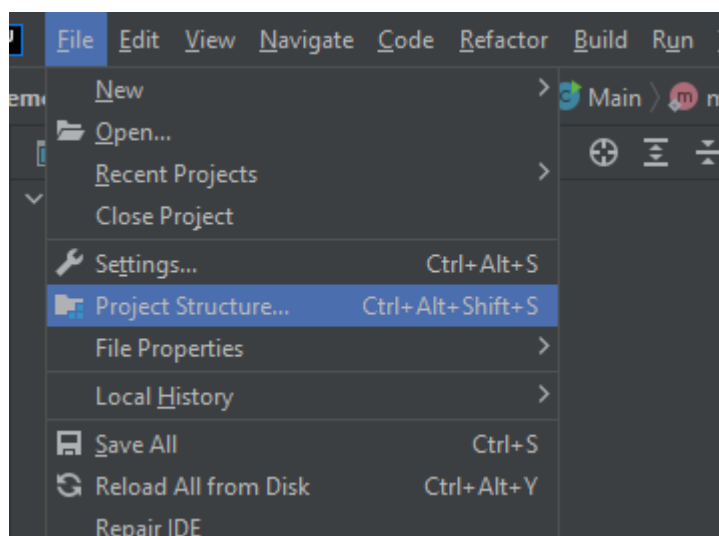 File Edit View Navigate Code Refactor Build Run
New
Main
Open...
Recent Projects
Close Project
Settings... Ctrl+Alt+S
Project Structure... Ctrl+Alt+Shift+S
File Properties
Local History
Save All Ctrl+S
Reload All from Disk Ctrl+Alt+Y
Repair IDE